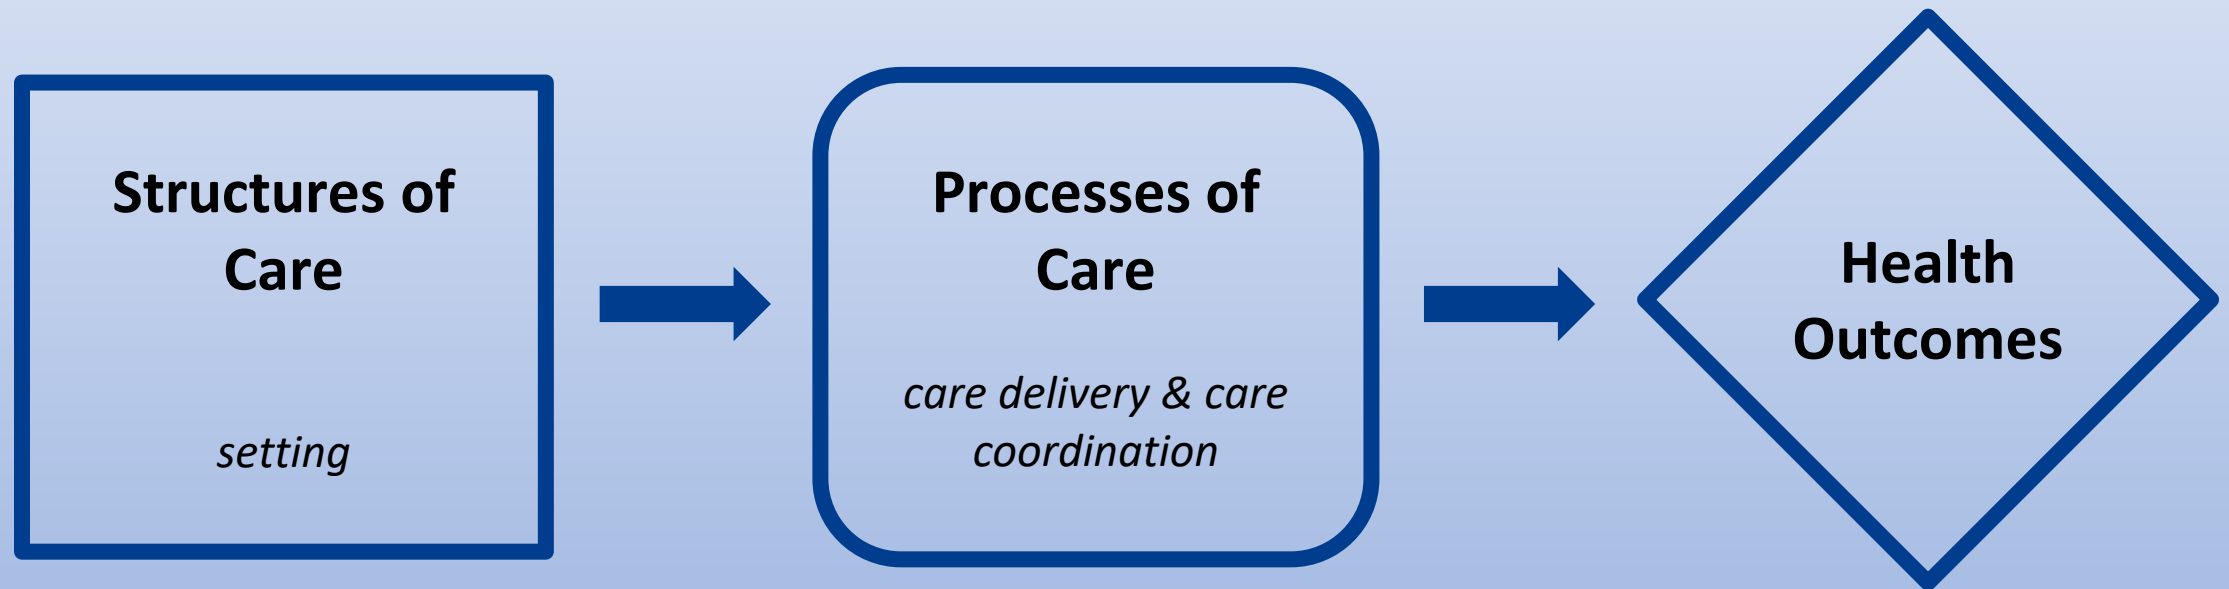 Structures of
Care
setting
Processes of
Care
care delivery & care
coordination
Health
Outcomes